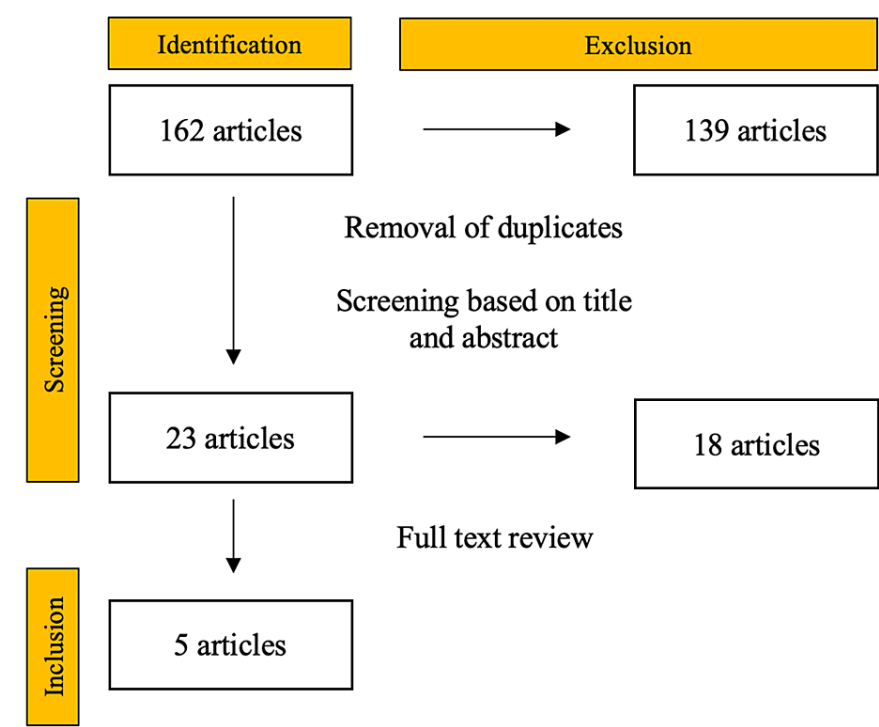 Identification
Exclusion
162 articles
139 articles
Removal of duplicates
Screening based on title
and abstract
Screening
23 articles
18 articles
Full text review
Inclusion
5 articles